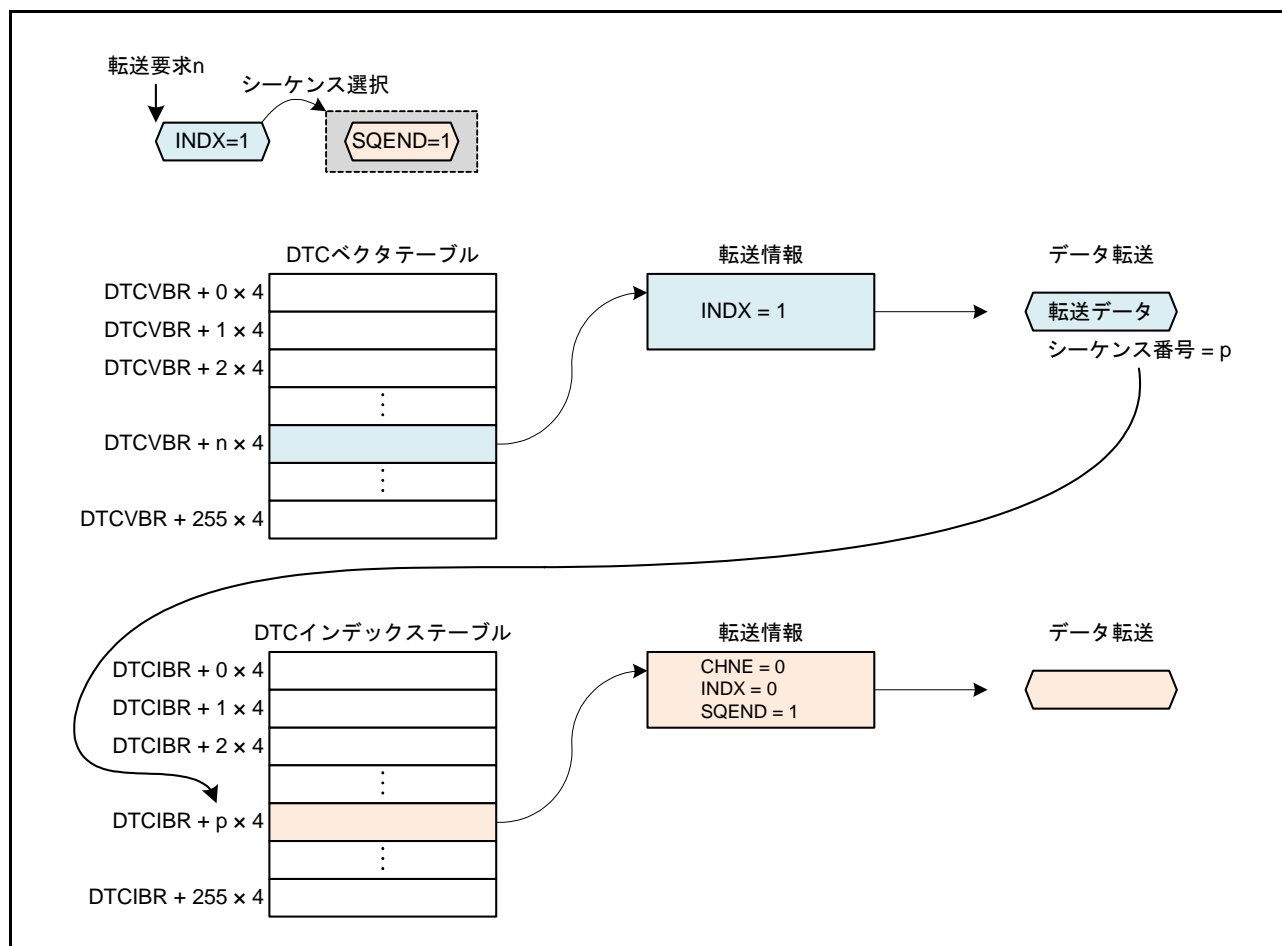 転送要求n
シーケンス選択
INDX=1
SQEND=1
DTCベクタテーブル
転送情報
データ転送
DTCVBR + 0 × 4
DTCVBR + 1 × 4
DTCVBR + 2 × 4
⋮
DTCVBR + n × 4
⋮
DTCVBR + 255 × 4
INDX = 1
転送データ
シーケンス番号 = p
DTCインデックステーブル
転送情報
データ転送
DTCIBR + 0 × 4
DTCIBR + 1 × 4
DTCIBR + 2 × 4
⋮
DTCIBR + p × 4
⋮
DTCIBR + 255 × 4
CHNE = 0
INDX = 0
SQEND = 1